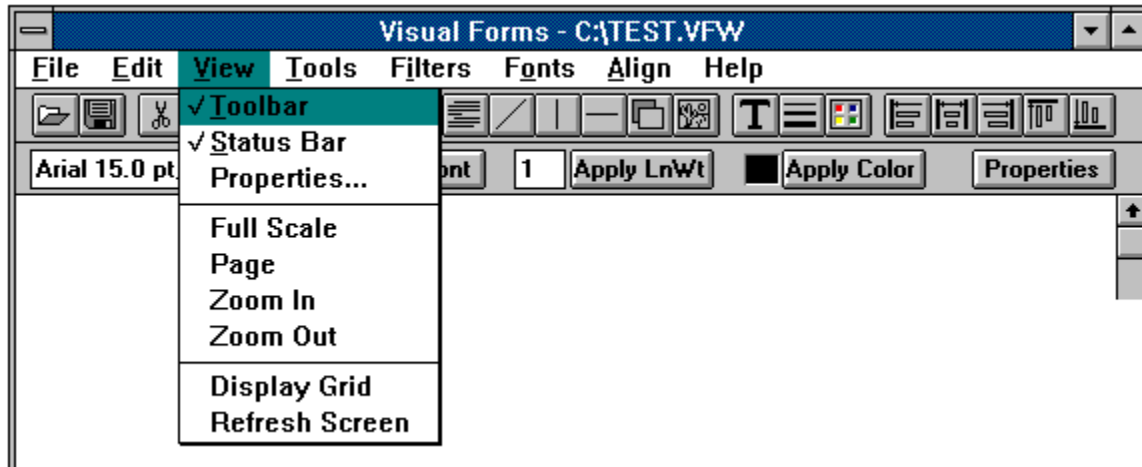 Visual Forms - C:\TEST.VFW
File Edit View Tools Filters Fonts Align Help
Toolbar
Status Bar
Properties...
Full Scale
Page
Zoom In
Zoom Out
Display Grid
Refresh Screen
T
Arial 15.0 pt 1 Apply LnWt Apply Color Properties